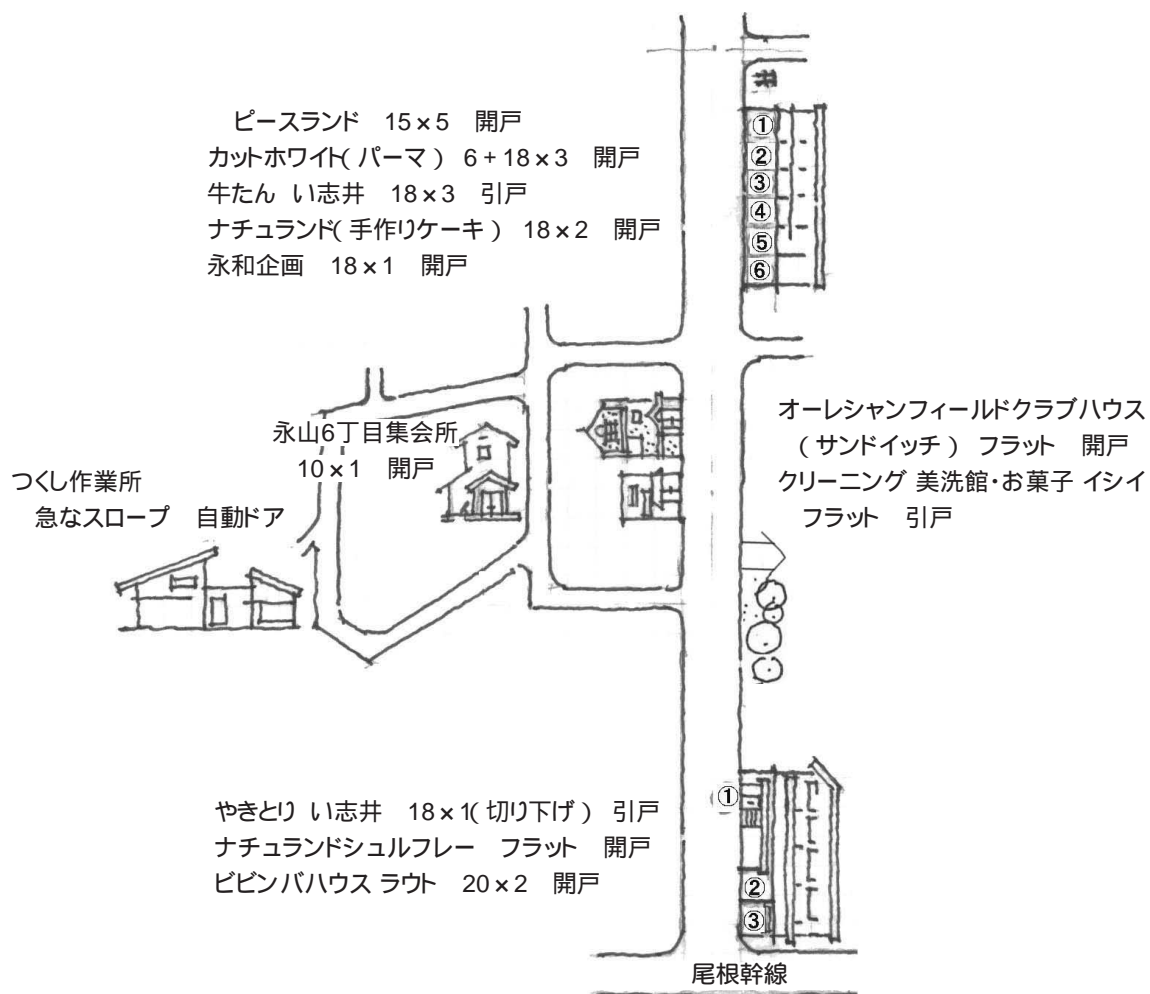 ①
②
③
④
⑤
⑥
ピースランド　15×5　開戸
カットホワイト(パーマ)　6+18×3　開戸
牛たん い志井　18×3　引戸
ナチュランド(手作りケーキ)　18×2　開戸
永和企画　18×1　開戸
永山6丁目集会所
10×1　開戸
つくし作業所
急なスロープ　自動ドア
オーレシャンフィールドクラブハウス
(サンドイッチ)　フラット　開戸
クリーニング 美洗館・お菓子 イシイ
フラット　引戸
やきとり い志井　18×1(切り下げ)　引戸
ナチュランドシュルフレー　フラット　開戸
ビビンバハウス ラウト　20×2　開戸
①
②
③
尾根幹線